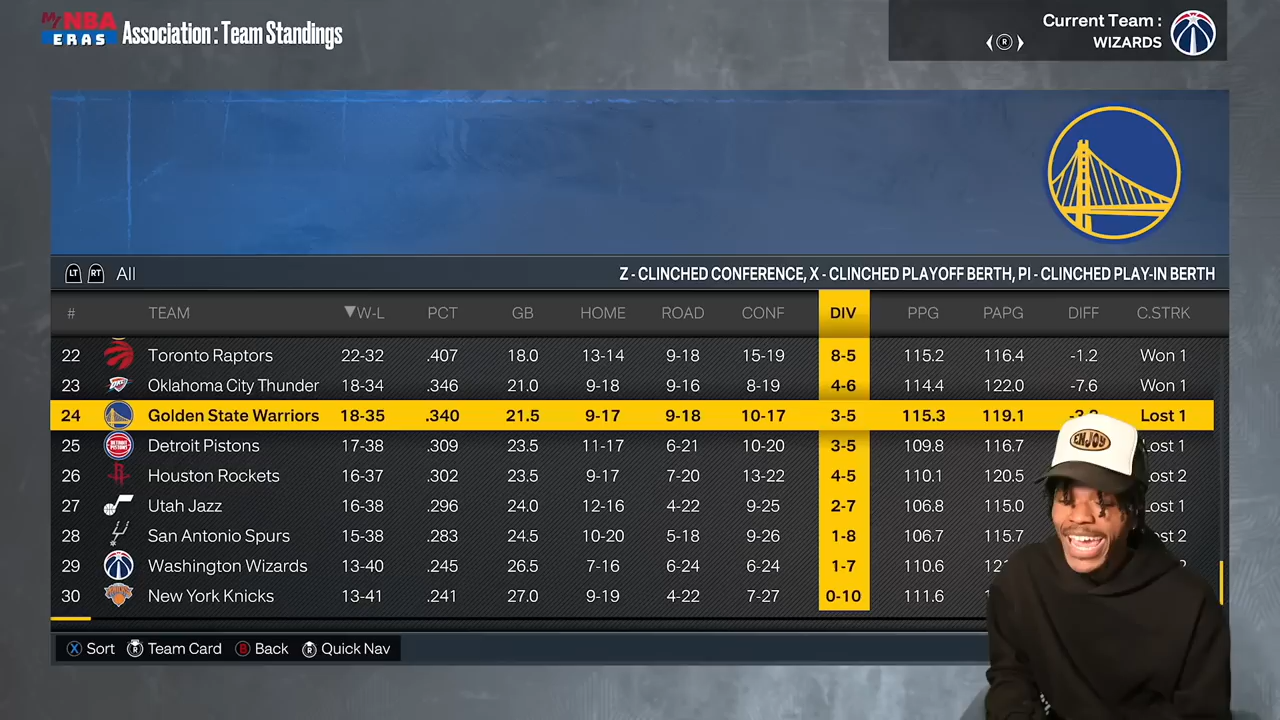 My NBA ERAS Association : Team Standings
Current Team :
WIZARDS
LT RT All Z - CLINCHED CONFERENCE, X - CLINCHED PLAYOFF BERTH, PI - CLINCHED PLAY-IN BERTH
# TEAM ▼W-L PCT GB HOME ROAD CONF DIV PPG PAPG DIFF C.STRK
22 Toronto Raptors 22-32 .407 18.0 13-14 9-18 15-19 8-5 115.2 116.4 -1.2 Won 1
23 Oklahoma City Thunder 18-34 .346 21.0 9-18 9-16 8-19 4-6 114.4 122.0 -7.6 Won 1
24 Golden State Warriors 18-35 .340 21.5 9-17 9-18 10-17 3-5 115.3 119.1 Lost 1
25 Detroit Pistons 17-38 .309 23.5 11-17 6-21 10-20 3-5 109.8 116.7 Lost 1
26 Houston Rockets 16-37 .302 23.5 9-17 7-20 13-22 4-5 110.1 120.5 Lost 2
27 Utah Jazz 16-38 .296 24.0 12-16 4-22 9-25 2-7 106.8 115.0 Lost 1
28 San Antonio Spurs 15-38 .283 24.5 10-20 5-18 9-26 1-8 106.7 115.7 Lost 2
29 Washington Wizards 13-40 .245 26.5 7-16 6-24 6-24 1-7 110.6
30 New York Knicks 13-41 .241 27.0 9-19 4-22 7-27 0-10 111.6
ENJOY
X Sort R Team Card B Back R Quick Nav